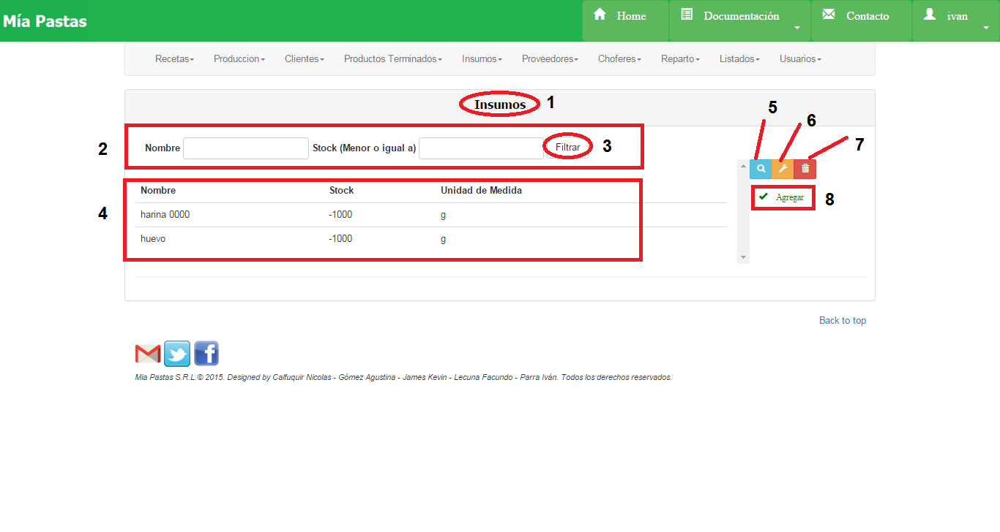 Mía Pastas Home Documentación Contacto ivan
Recetas Produccion Clientes Productos Terminados Insumos Proveedores Choferes Reparto Listados Usuarios
Insumos 1
5
6
7
2 Nombre Stock (Menor o igual a) Filtrar 3
4
Nombre Stock Unidad de Medida
harina 0000 -1000 g
huevo -1000 g
Agregar 8
Back to top
Mía Pastas S.R.L.© 2015. Designed by Calfuquir Nicolas - Gómez Agustina - James Kevin - Lecuna Facundo - Parra Iván. Todos los derechos reservados.